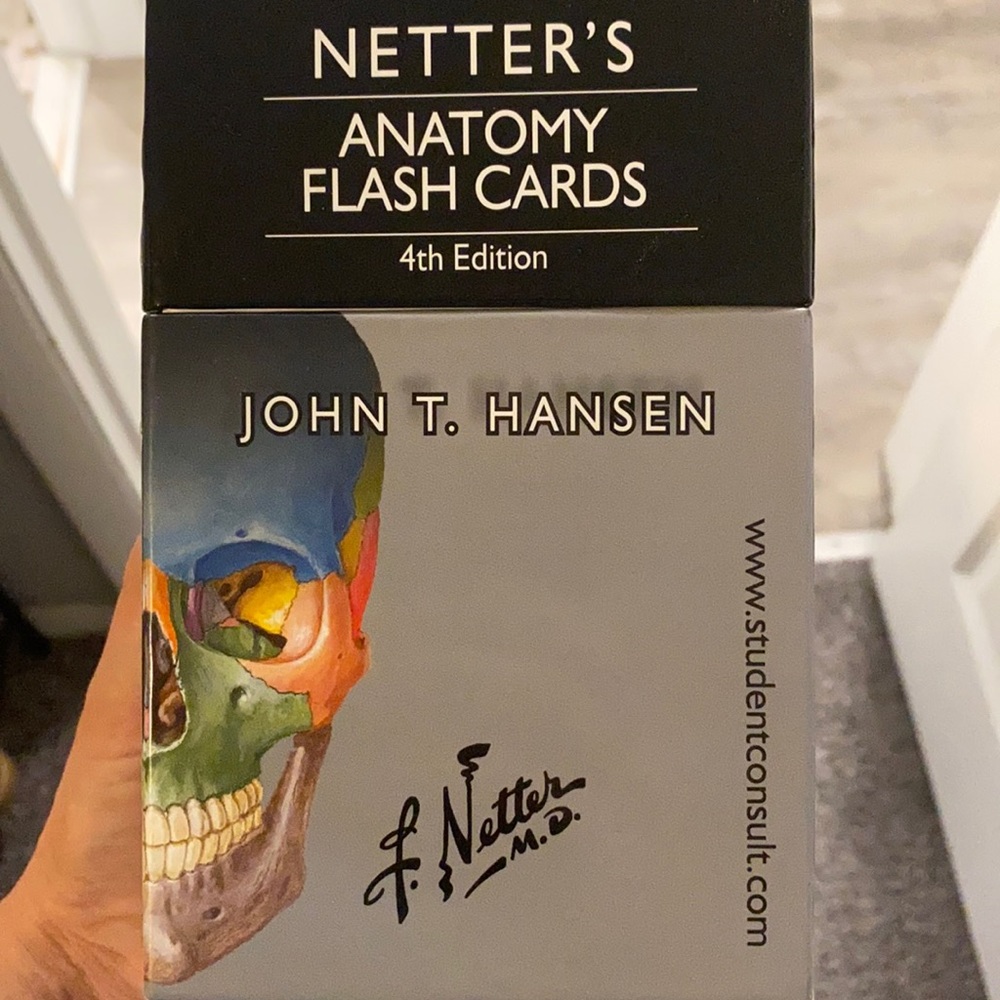 NETTER'S
ANATOMY
FLASH CARDS
4th Edition
JOHN T. HANSEN
www.studentconsult.com
F. Netter
M.D.